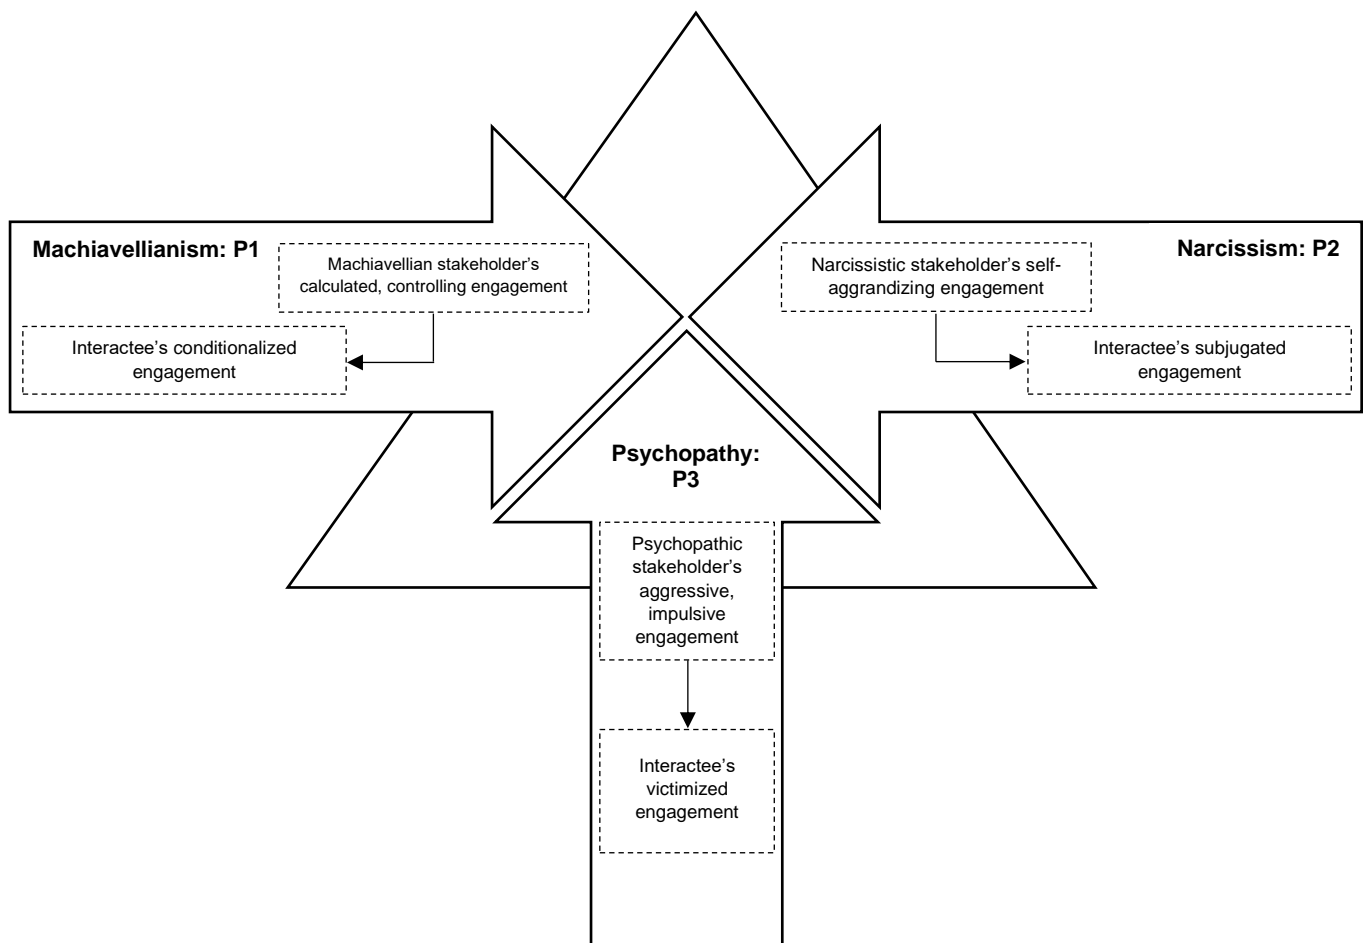 Machiavellianism: P1
Machiavellian stakeholder’s
calculated, controlling engagement
Interactee’s conditionalized
engagement
Narcissism: P2
Narcissistic stakeholder’s self-
aggrandizing engagement
Interactee’s subjugated
engagement
Psychopathy:
P3
Psychopathic
stakeholder’s
aggressive,
impulsive
engagement
Interactee’s
victimized
engagement